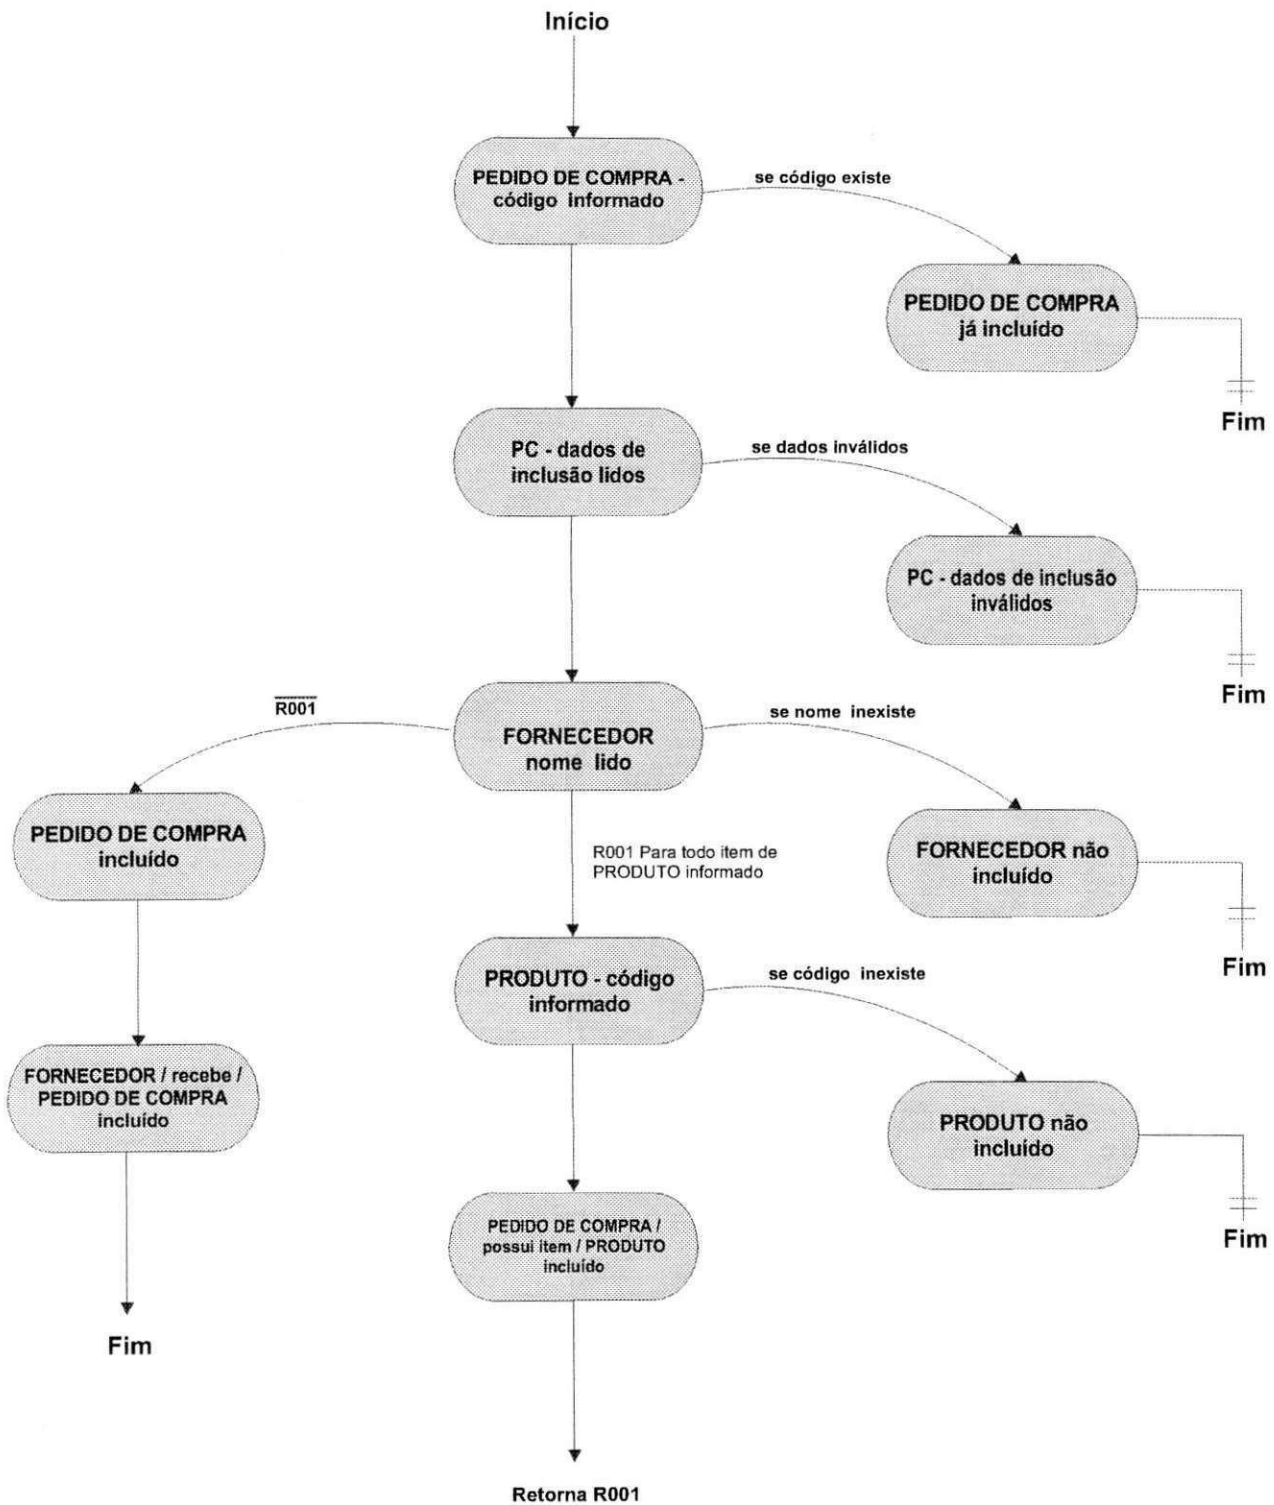 Início
PEDIDO DE COMPRA -
código informado
se código existe
PEDIDO DE COMPRA
já incluído
Fim
PC - dados de
inclusão lidos
se dados inválidos
PC - dados de inclusão
inválidos
Fim
R001
FORNECEDOR
nome lido
se nome inexiste
PEDIDO DE COMPRA
incluído
R001 Para todo item de
PRODUTO informado
FORNECEDOR não
incluído
Fim
PRODUTO - código
informado
se código inexiste
FORNECEDOR / recebe /
PEDIDO DE COMPRA
incluído
PRODUTO não
incluído
Fim
PEDIDO DE COMPRA /
possui item / PRODUTO
incluído
Fim
Retorna R001